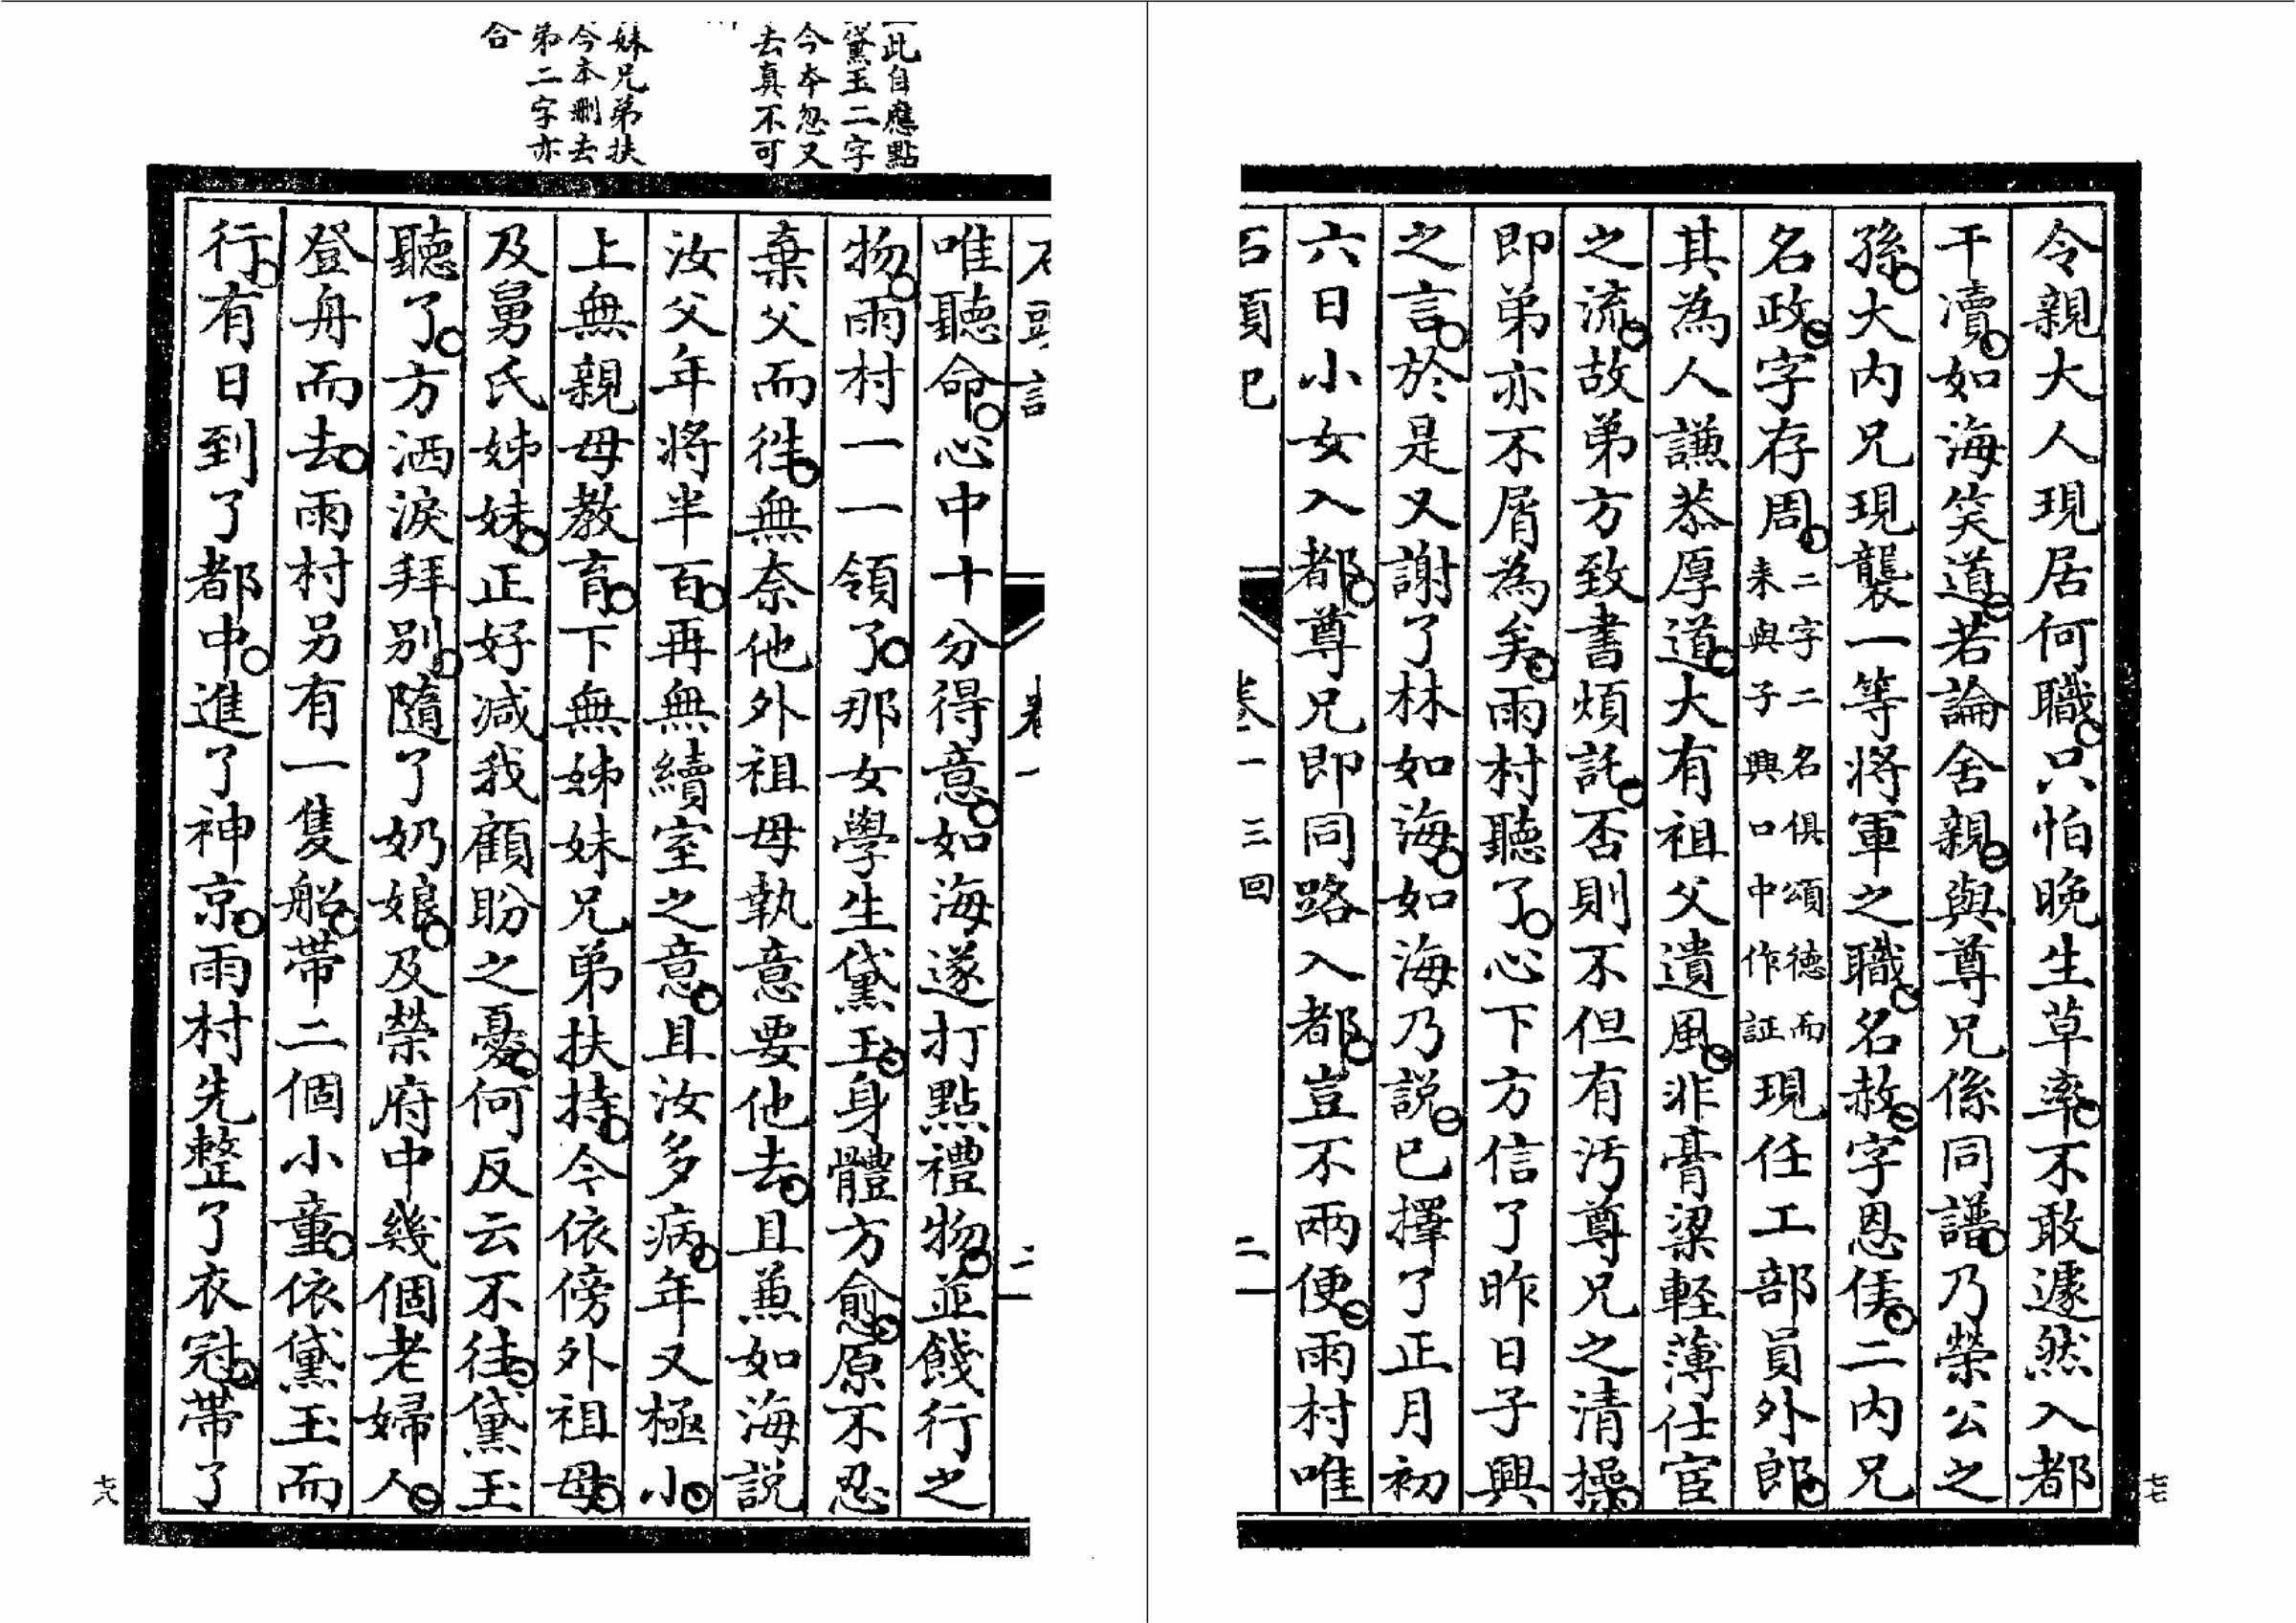 令親大人現居何職只怕晚生草率不敢遽然入都
干瀆如海笑道若論舍親與尊兄係同譜乃榮公之
孫大內兄現襲一等將軍之職名赦字恩侯二內兄
名政字存周二字二名俱頌德而来與子興口中作証現任工部員外郎
其為人謙恭厚道大有祖父遺風非膏粱輕薄仕宦
之流故弟方致書煩託否則不但有汚尊兄之清操
即弟亦不屑為矣雨村聽了心下方信了昨日子興
之言於是又謝了林如海如海乃説已擇了正月初
六日小女入都尊兄即同路入都豈不兩便雨村唯
石頭記 卷一 三回 二
七七
此自應點
黛玉二字
今本忽又
去真不可
妹兄弟扶
今本刪去
弟二字亦
合
石頭記 卷一 二
唯聽命心中十分得意如海遂打點禮物並餞行之
物雨村一一領了那女學生黛玉身體方愈原不忍
棄父而徃無奈他外祖母執意要他去且兼如海説
汝父年將半百再無續室之意且汝多病年又極小
上無親母教育下無姊妹兄弟扶持今依傍外祖母
及舅氏姊妹正好減我顧盼之憂何反云不徃黛玉
聽了方洒淚拜别隨了奶娘及榮府中幾個老婦人
登舟而去雨村另有一隻船帶二個小童依黛玉而
行有日到了都中進了神京雨村先整了衣冠帶了
七八